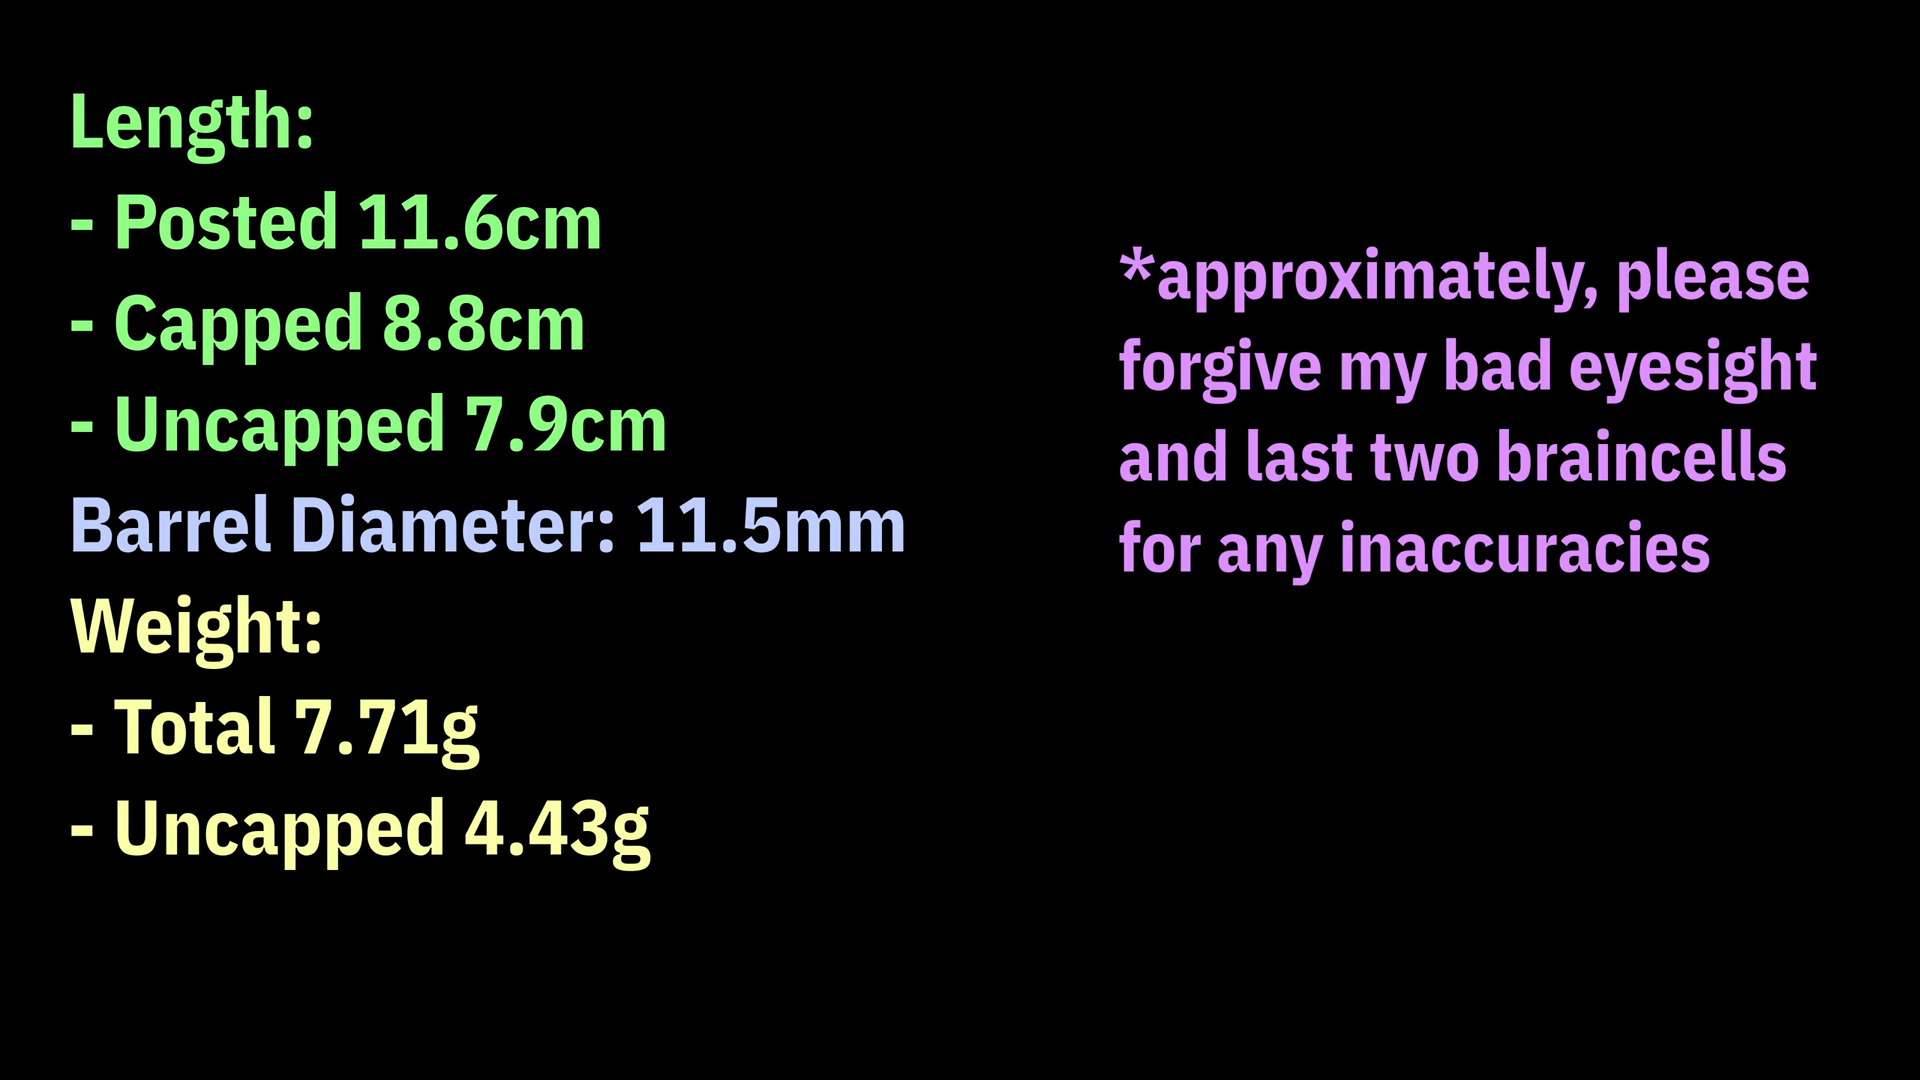 Length:
- Posted 11.6cm
- Capped 8.8cm
- Uncapped 7.9cm
Barrel Diameter: 11.5mm
Weight:
- Total 7.71g
- Uncapped 4.43g
*approximately, please
forgive my bad eyesight
and last two braincells
for any inaccuracies